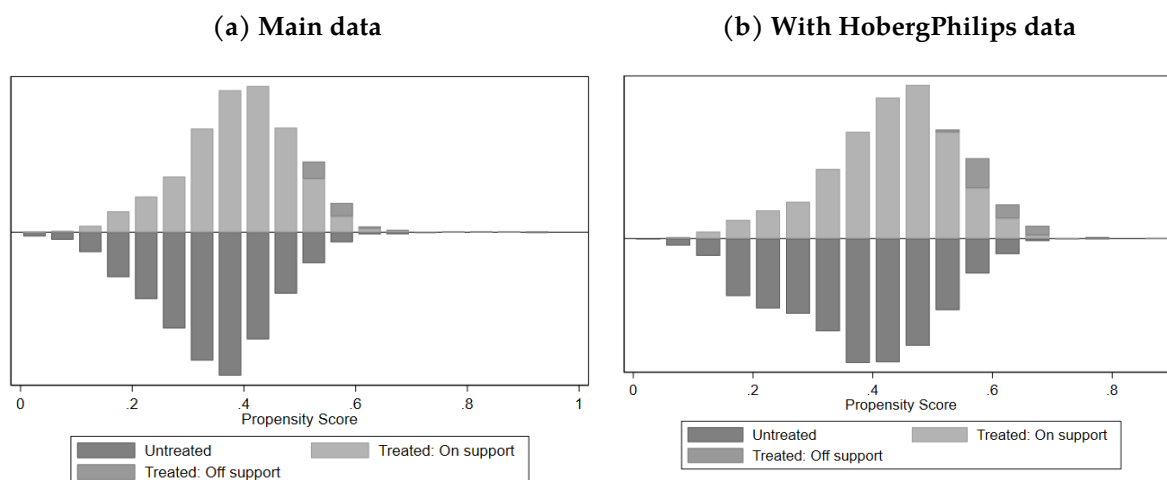 (a) Main data
0 .2 .4 .6 .8 1
Propensity Score
Untreated Treated: On support
Treated: Off support
(b) With HobergPhilips data
0 .2 .4 .6 .8
Propensity Score
Untreated Treated: On support
Treated: Off support